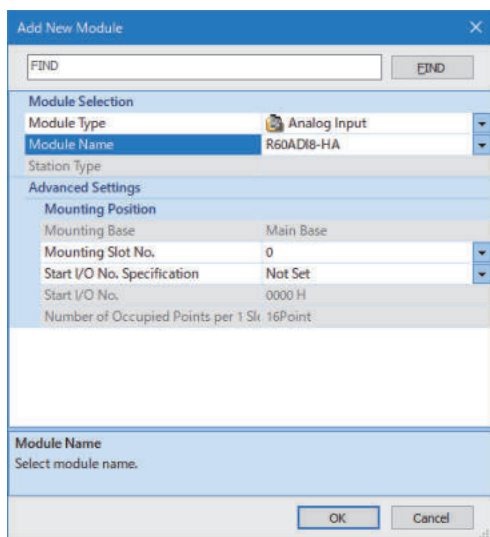 Add New Module
FIND FIND
Module Selection
Module Type Analog Input
Module Name R60ADI8-HA
Station Type
Advanced Settings
Mounting Position
Mounting Base Main Base
Mounting Slot No. 0
Start I/O No. Specification Not Set
Start I/O No. 0000 H
Number of Occupied Points per 1 Slo 16Point
Module Name
Select module name.
OK Cancel